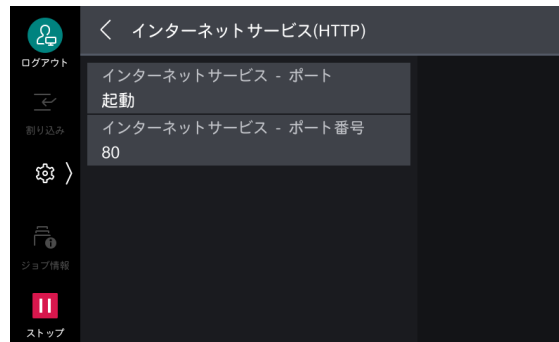 インターネットサービス(HTTP)
ログアウト
インターネットサービス - ポート
起動
割り込み
インターネットサービス - ポート番号
80
ジョブ情報
ストップ